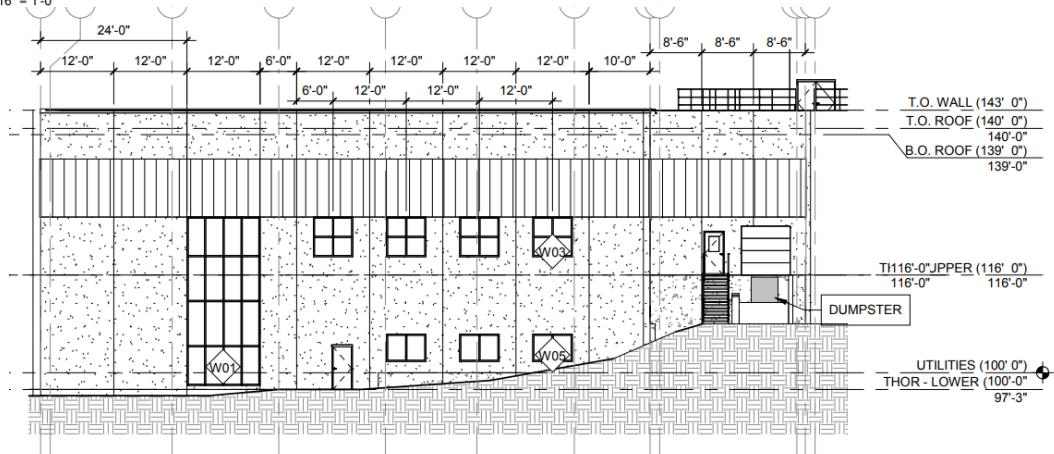 16" = 1'-0"
24'-0"
8'-6" 8'-6" 8'-6"
12'-0" 12'-0" 12'-0" 6'-0" 12'-0" 12'-0" 12'-0" 12'-0" 10'-0"
6'-0" 12'-0" 12'-0" 12'-0"
T.O. WALL (143' 0")
T.O. ROOF (140' 0")
140'-0"
B.O. ROOF (139' 0")
139'-0"
W03
116'-0" UPPER (116' 0")
116'-0" 116'-0"
DUMPSTER
W05
W01
UTILITIES (100' 0")
THOR - LOWER (100'-0"
97'-3"